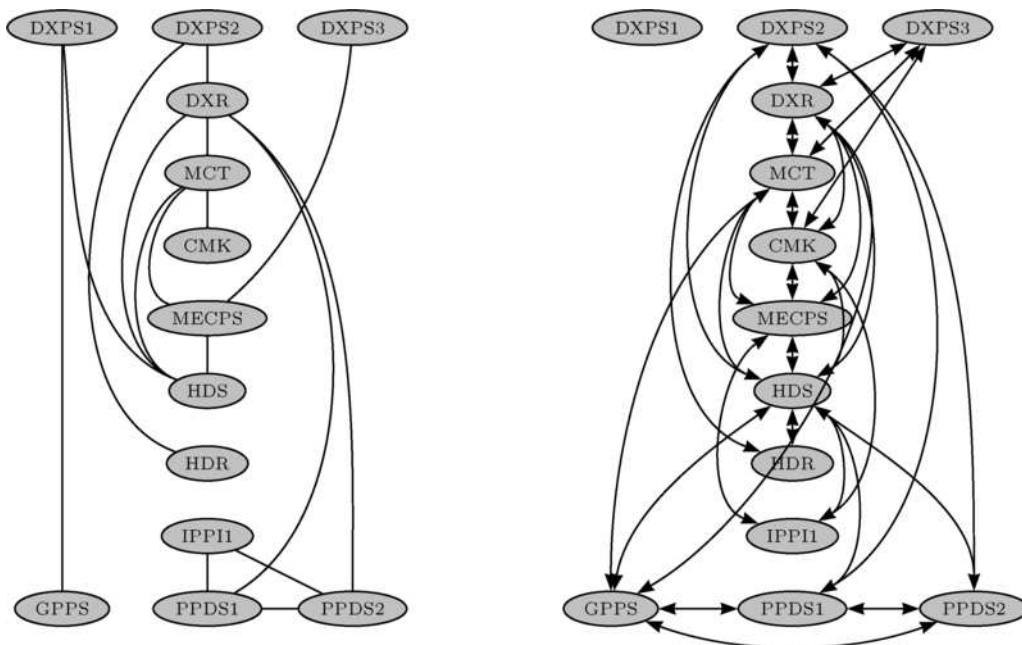 DXPS1 DXPS2 DXPS3
DXR
MCT
CMK
MECPS
HDS
HDR
IPPI1
GPPS PPDS1 PPDS2
DXPS1 DXPS2 DXPS3
DXR
MCT
CMK
MECPS
HDS
HDR
IPPI1
GPPS PPDS1 PPDS2